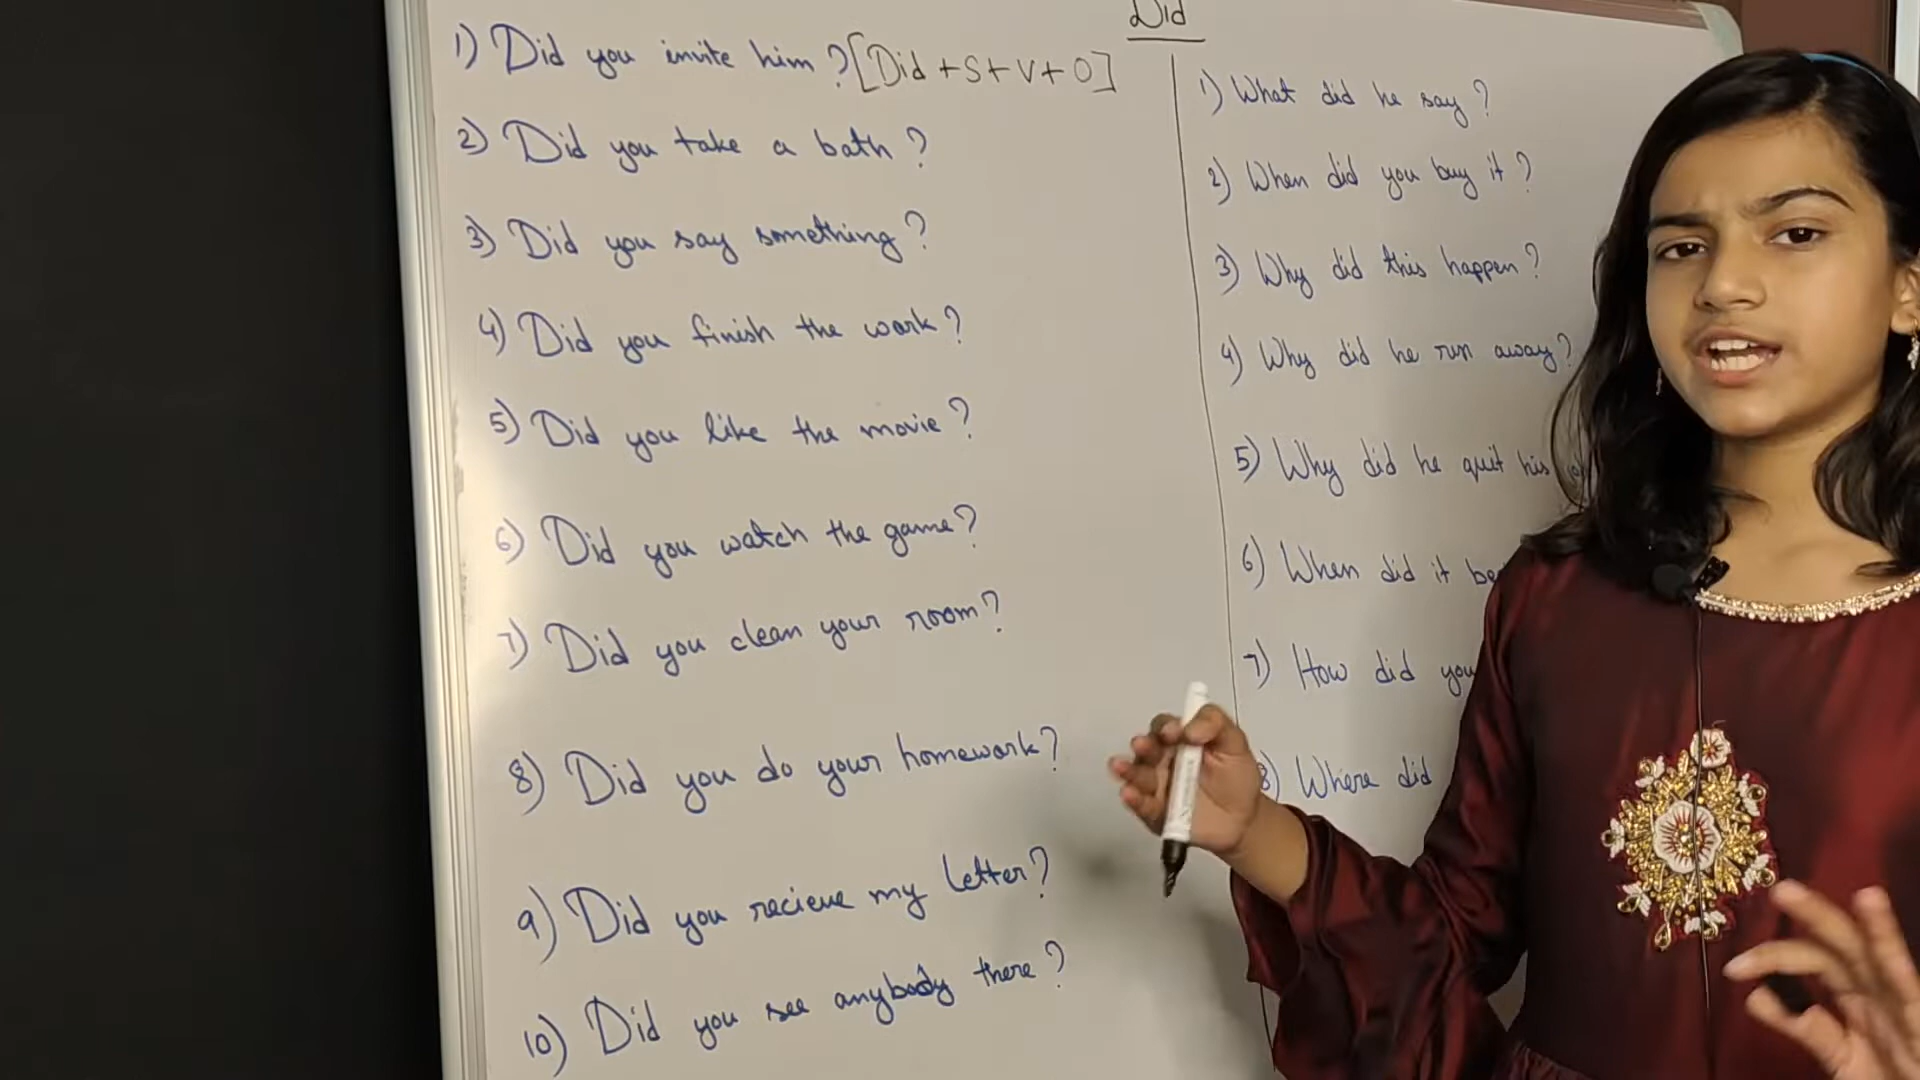 Did
1) Did you invite him ? [Did + S + V + O]
2) Did you take a bath ?
3) Did you say something ?
4) Did you finish the work ?
5) Did you like the movie ?
6) Did you watch the game ?
7) Did you clean your room ?
8) Did you do your homework ?
9) Did you recieve my letter ?
10) Did you see anybody there ?
1) What did he say ?
2) When did you buy it ?
3) Why did this happen ?
4) Why did he run away ?
5) Why did he quit his
6) When did it
7) How did you
8) Where did